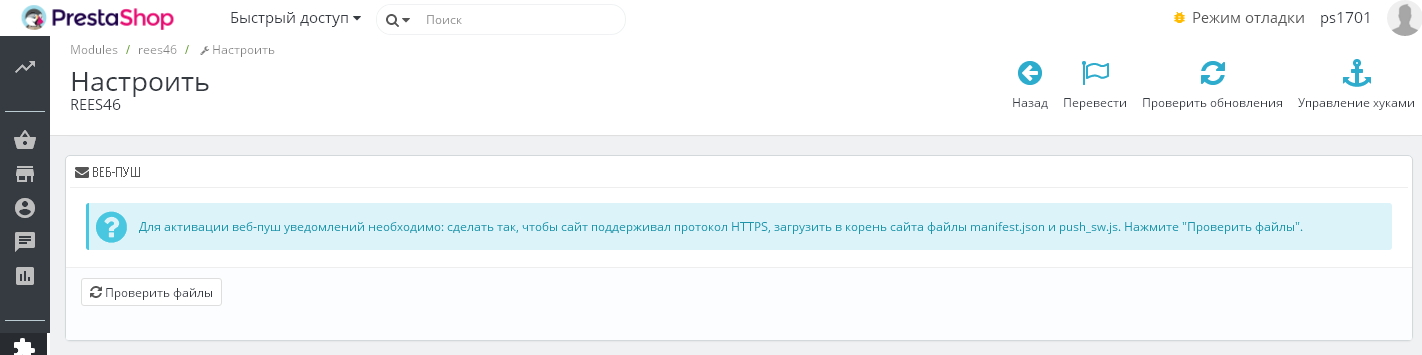 PrestaShop Быстрый доступ Поиск Режим отладки ps1701
Modules / rees46 / Настроить
Настроить
REES46
Назад Перевести Проверить обновления Управление хуками
ВЕБ-ПУШ
Для активации веб-пуш уведомлений необходимо: сделать так, чтобы сайт поддерживал протокол HTTPS, загрузить в корень сайта файлы manifest.json и push_sw.js. Нажмите "Проверить файлы".
Проверить файлы